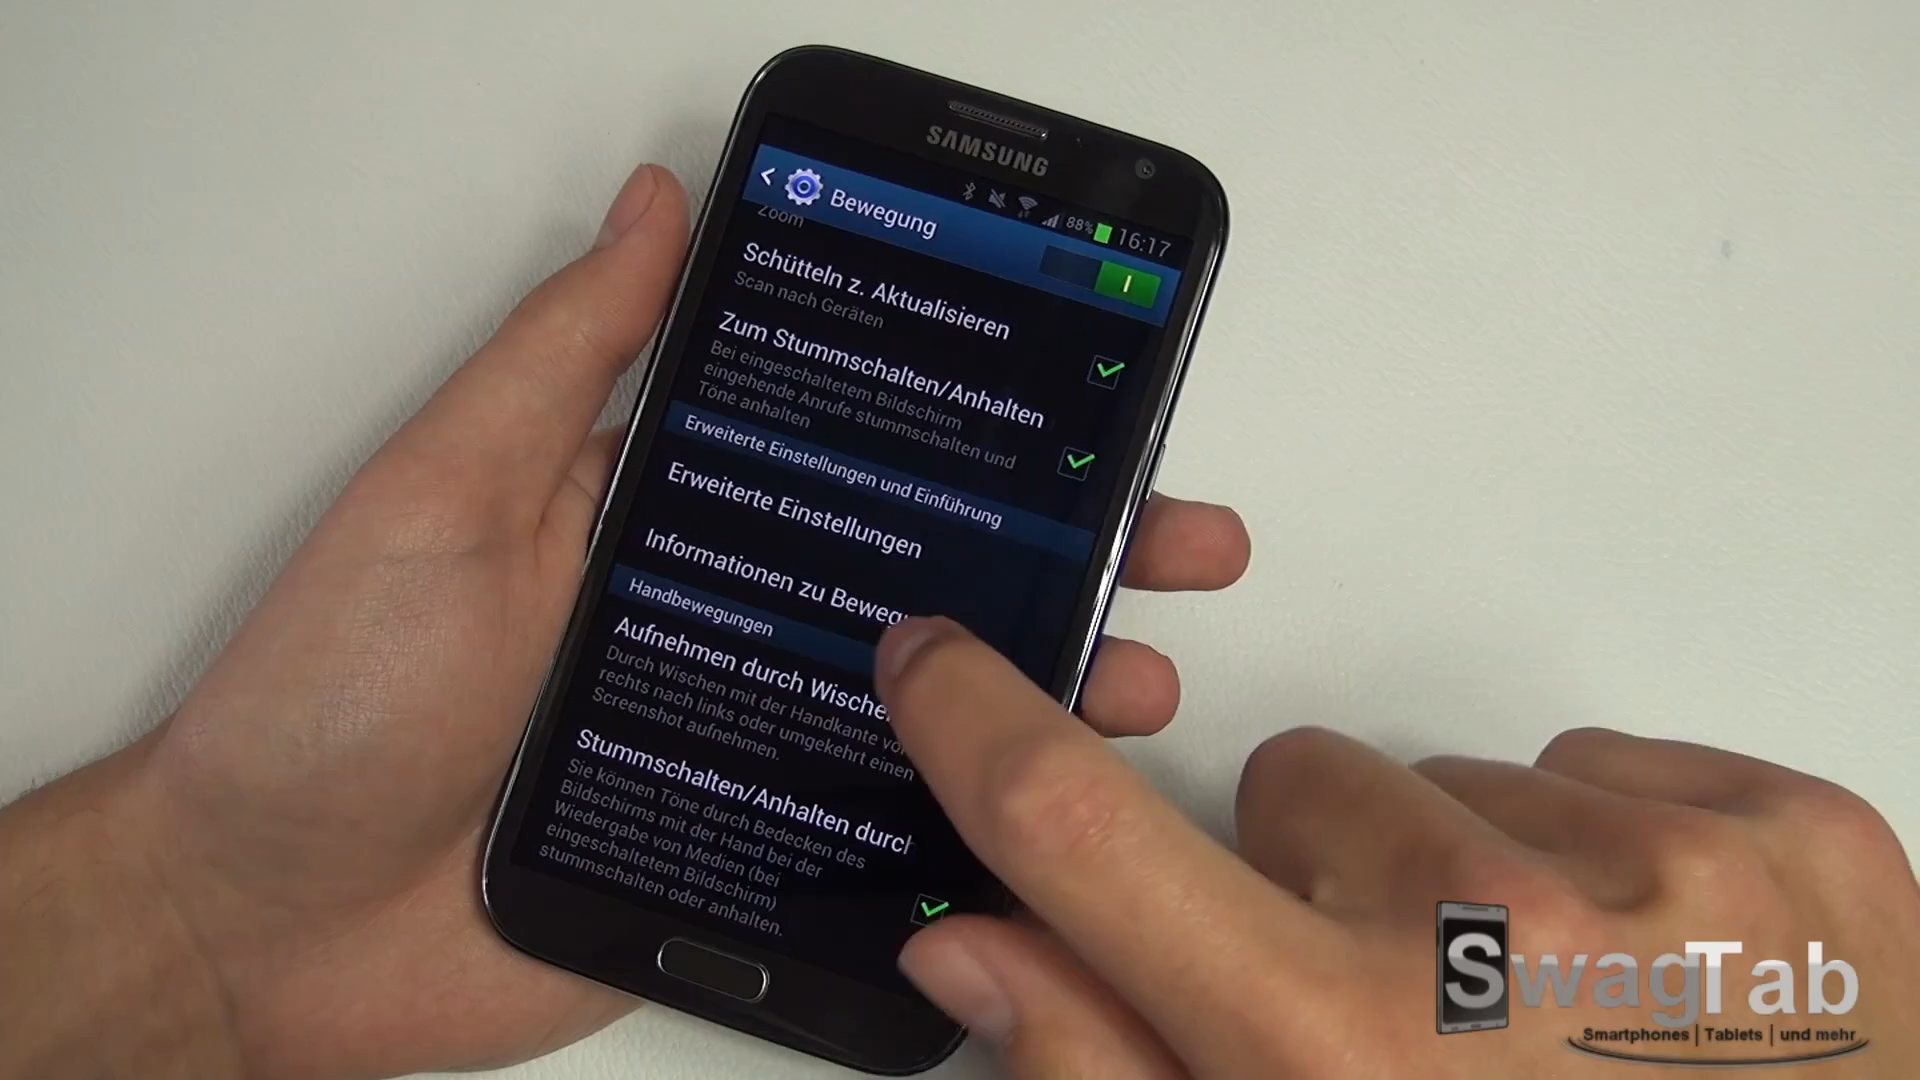 SAMSUNG
88% 16:17
Bewegung
Zoom
Schütteln z. Aktualisieren
Scan nach Geräten
Zum Stummschalten/Anhalten
Bei eingeschaltetem Bildschirm
eingehende Anrufe stummschalten und
Töne anhalten
Erweiterte Einstellungen und Einführung
Erweiterte Einstellungen
Informationen zu Bewegu
Handbewegungen
Aufnehmen durch Wischen
Durch Wischen mit der Handkante von
rechts nach links oder umgekehrt einen
Screenshot aufnehmen.
Stummschalten/Anhalten durch
Sie können Töne durch Bedecken des
Bildschirms mit der Hand bei der
Wiedergabe von Medien (bei
eingeschaltetem Bildschirm)
stummschalten oder anhalten.
SwagTab
Smartphones | Tablets | und mehr